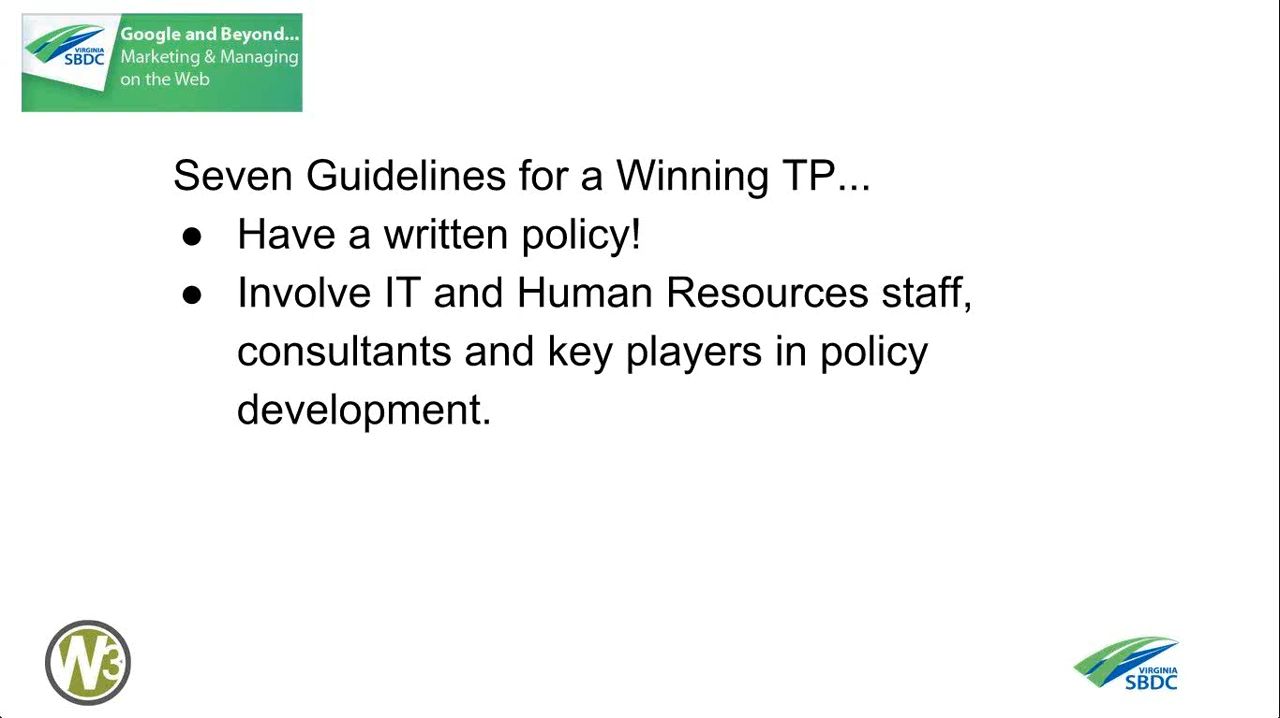 Google and Beyond...
VIRGINIA
SBDC
Marketing & Managing
on the Web
Seven Guidelines for a Winning TP...
● Have a written policy!
● Involve IT and Human Resources staff,
consultants and key players in policy
development.
W3
VIRGINIA
SBDC